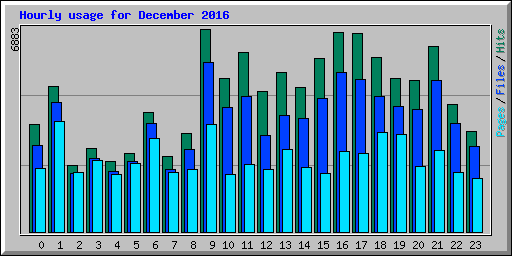 Hourly usage for December 2016
6883
Pages / Files / Hits
0 1 2 3 4 5 6 7 8 9 10 11 12 13 14 15 16 17 18 19 20 21 22 23